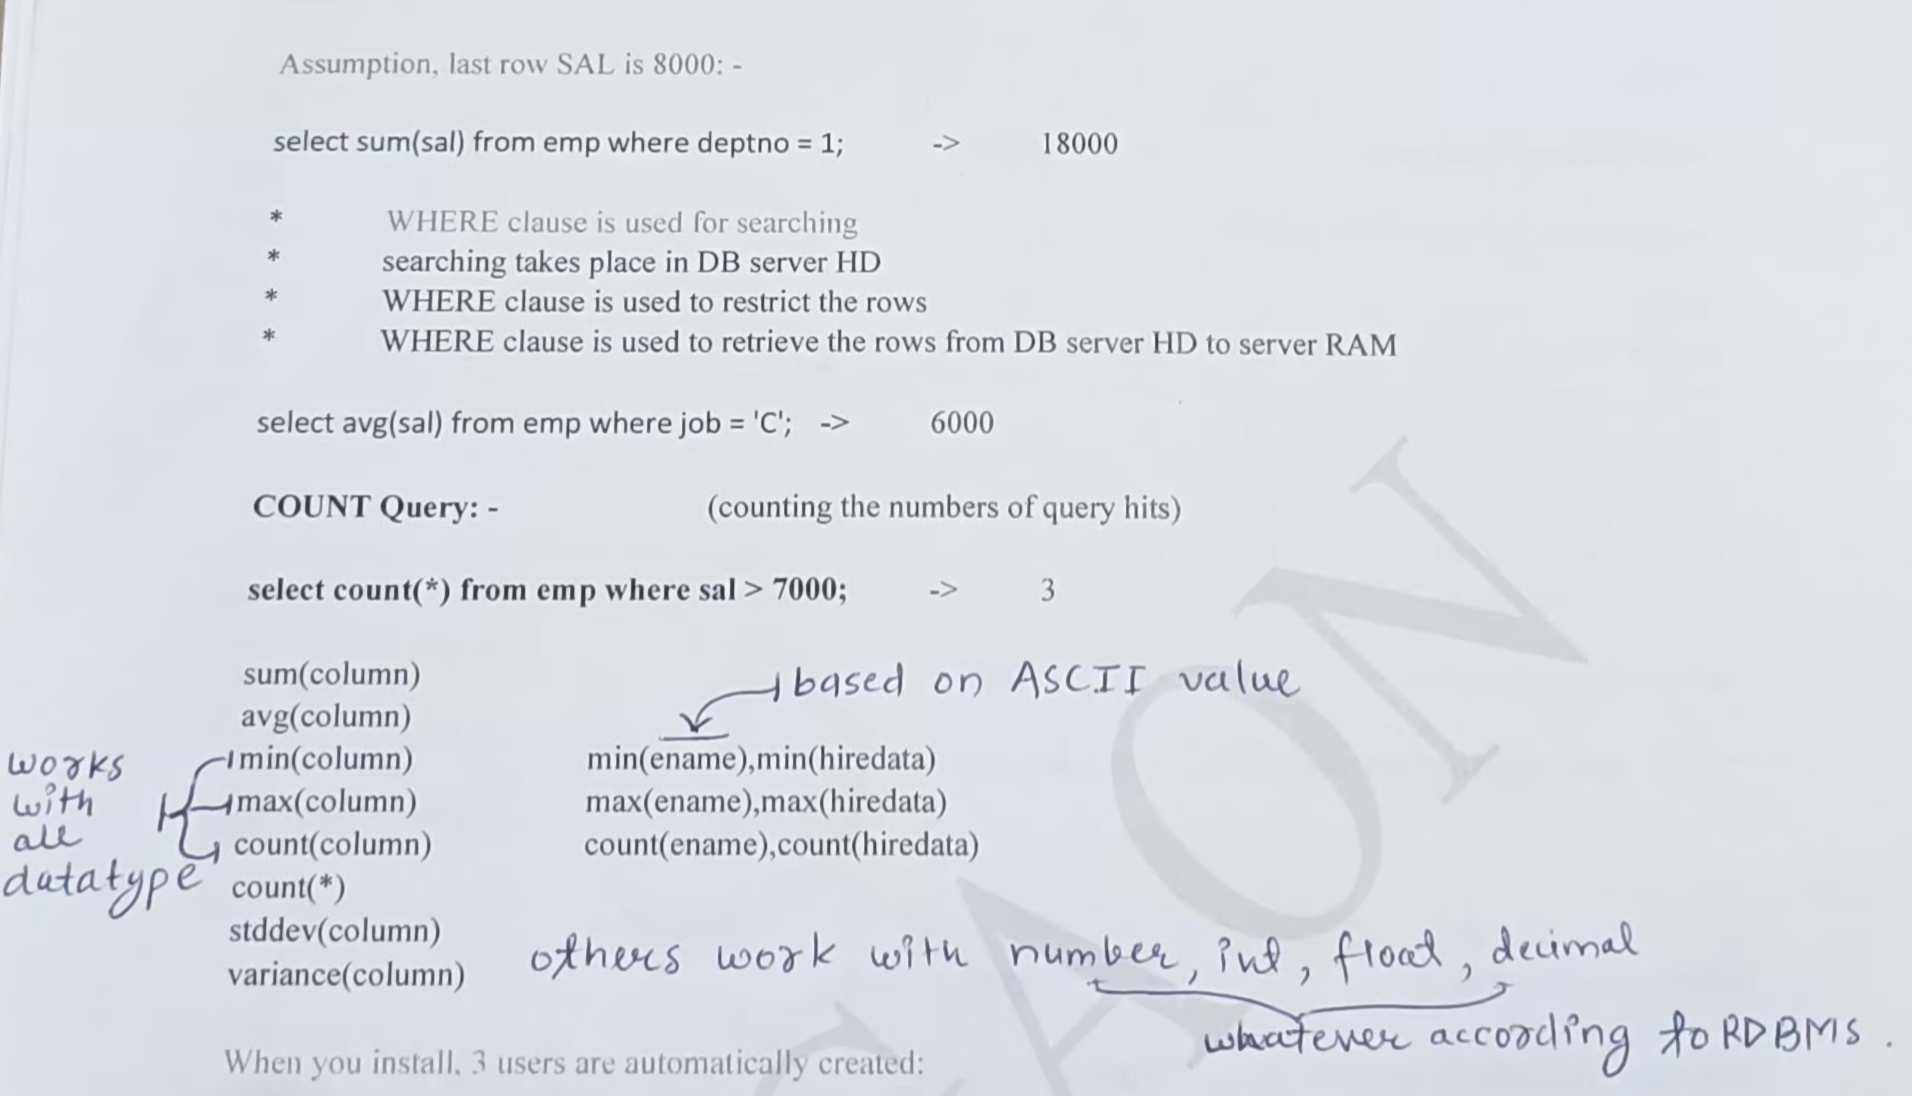 Assumption, last row SAL is 8000: -
select sum(sal) from emp where deptno = 1; -> 18000
* WHERE clause is used for searching
* searching takes place in DB server HD
* WHERE clause is used to restrict the rows
* WHERE clause is used to retrieve the rows from DB server HD to server RAM
select avg(sal) from emp where job = 'C'; -> 6000
COUNT Query: - (counting the numbers of query hits)
select count(*) from emp where sal > 7000; -> 3
sum(column)
based on ASCII value
avg(column)
works
with
all
datatype
min(column) min(ename),min(hiredata)
max(column) max(ename),max(hiredata)
count(column) count(ename),count(hiredata)
count(*)
stddev(column)
variance(column)
others work with number, int, float, decimal
whatever according to RDBMS.
When you install, 3 users are automatically created: